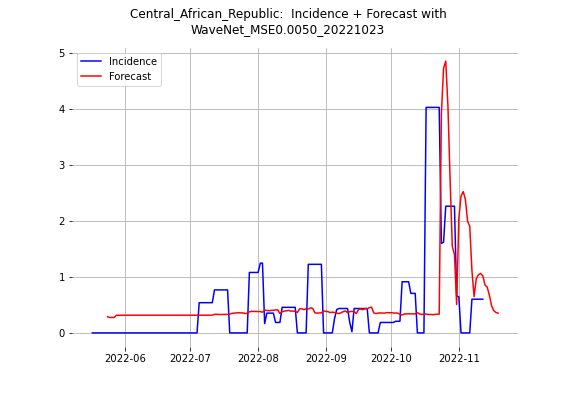 Central_African_Republic:  Incidence + Forecast with
WaveNet_MSE0.0050_20221023
Incidence
Forecast
5
4
3
2
1
0
2022-06 2022-07 2022-08 2022-09 2022-10 2022-11